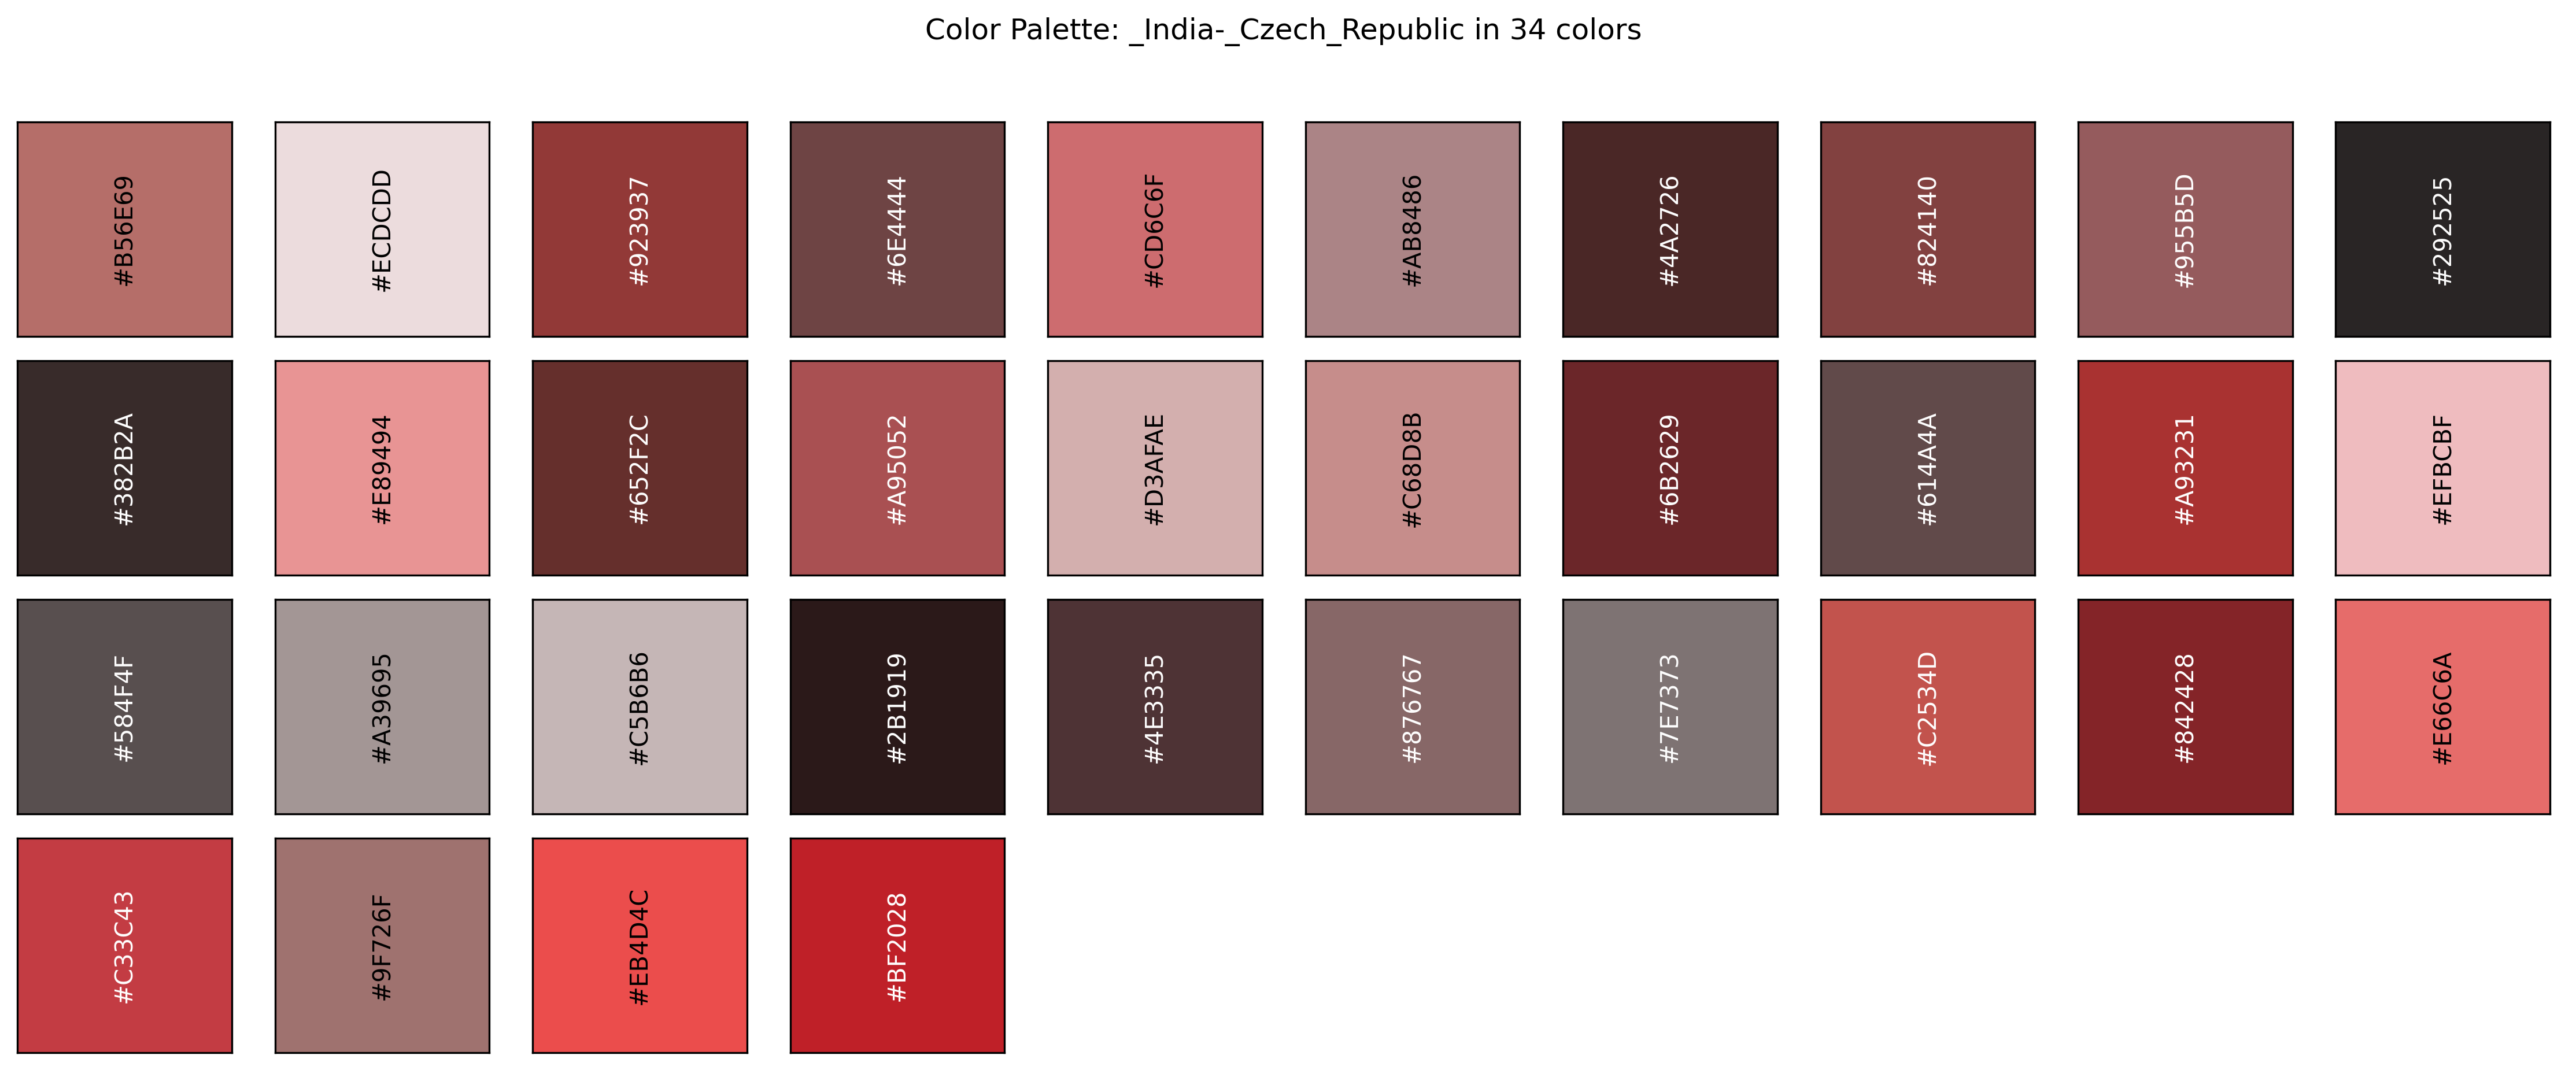 Color Palette: _India-_Czech_Republic in 34 colors
#B56E69
#ECDCDD
#923937
#6E4444
#CD6C6F
#AB8486
#4A2726
#824140
#955B5D
#292525
#382B2A
#E89494
#652F2C
#A95052
#D3AFAE
#C68D8B
#6B2629
#614A4A
#A93231
#EFBCBF
#584F4F
#A39695
#C5B6B6
#2B1919
#4E3335
#876767
#7E7373
#C2534D
#842428
#E66C6A
#C33C43
#9F726F
#EB4D4C
#BF2028